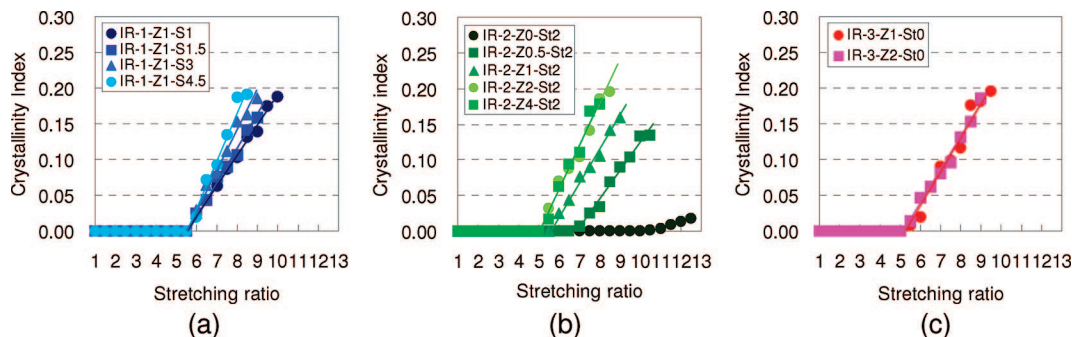 0.30
0.25
0.20
0.15
0.10
0.05
0.00
Crystallinity Index
IR-1-Z1-S1
IR-1-Z1-S1.5
IR-1-Z1-S3
IR-1-Z1-S4.5
1 2 3 4 5 6 7 8 9 10 11 12 13
Stretching ratio
(a)
0.30
0.25
0.20
0.15
0.10
0.05
0.00
Crystallinity Index
IR-2-Z0-St2
IR-2-Z0.5-St2
IR-2-Z1-St2
IR-2-Z2-St2
IR-2-Z4-St2
1 2 3 4 5 6 7 8 9 10 11 12 13
Stretching ratio
(b)
0.30
0.25
0.20
0.15
0.10
0.05
0.00
Crystallinity Index
IR-3-Z1-St0
IR-3-Z2-St0
1 2 3 4 5 6 7 8 9 10 11 12 13
Stretching ratio
(c)